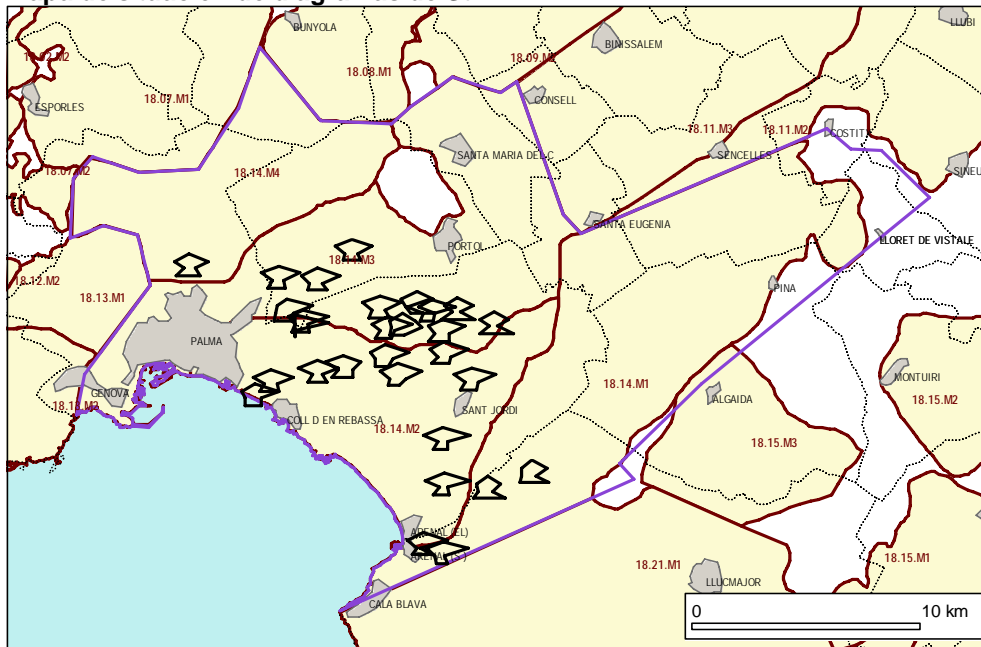 BUNYOLA
LLUBI
18.02.M2
BINISSALEM
18.08.M1
18.09.M
ESPORLES
18.07.M1
CONSELL
18.11.M3
18.11.M2
COSTIT
SANTA MARIA DEL C
SENCELLES
18.07.M2
18.14.M4
SINEU
SANTA EUGENIA
PORTOL
LLORET DE VISTALE
18.14.M3
18.12.M2
18.13.M1
PINA
PALMA
GENOVA
18.14.M1
MONTUIRI
18.15.M2
ALGAIDA
SANT JORDI
COLL D EN REBASSA
18.14.M2
18.15.M3
ARENAL (EL)
18.21.M1
18.15.M1
LLUCMAJOR
CALA BLAVA
0 10 km